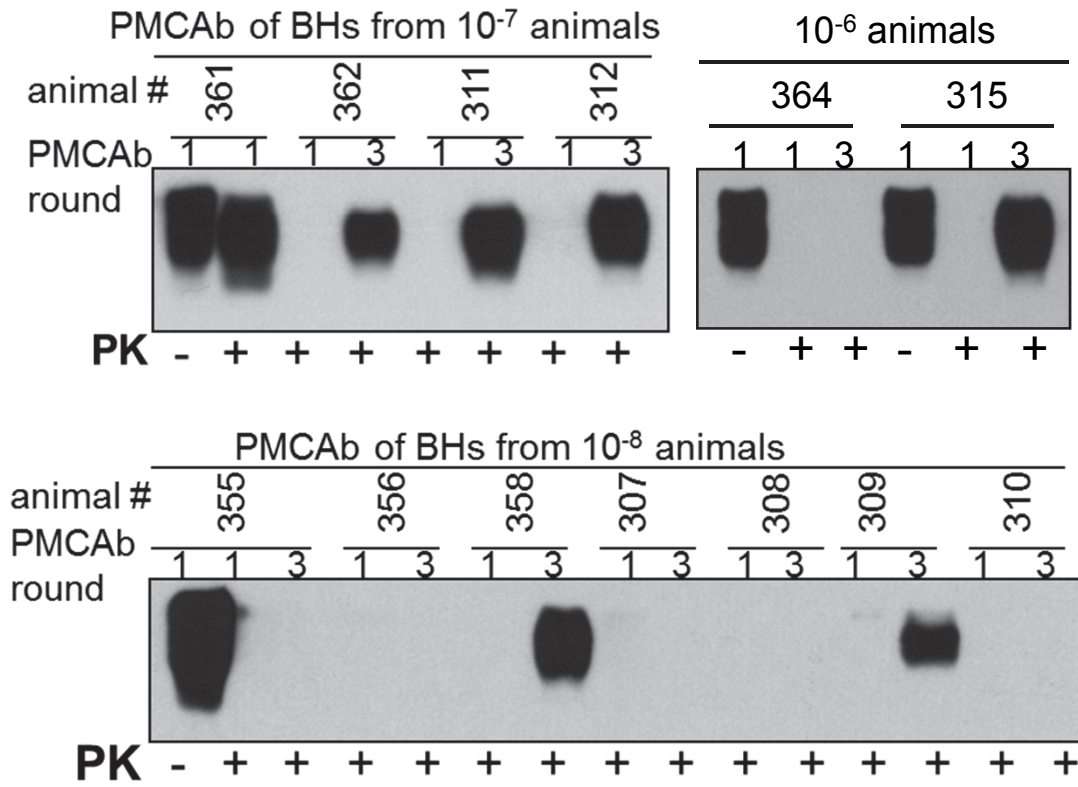 PMCAb of BHs from 10-7 animals
animal # 361 362 311 312
PMCAb 1 1 1 3 1 3 1 3
round
PK - + + + + + + +
10-6 animals
364 315
1 1 3 1 1 3
- + + - + +
PMCAb of BHs from 10-8 animals
animal # 355 356 358 307 308 309 310
PMCAb
round 1 1 3 1 3 1 3 1 3 1 3 1 3 1 3
PK - + + + + + + + + + + + + + +